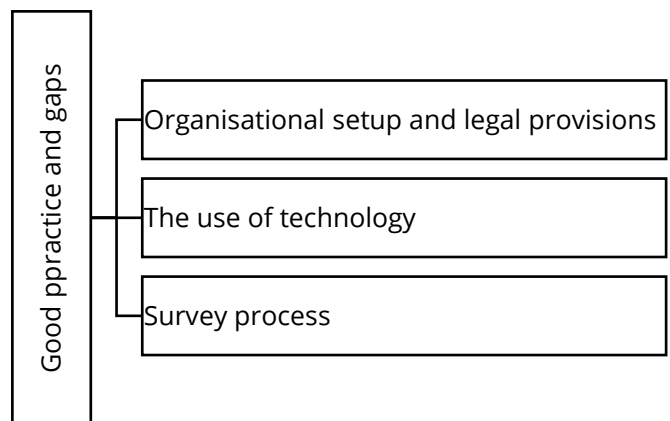 Good ppractice and gaps
Organisational setup and legal provisions
The use of technology
Survey process